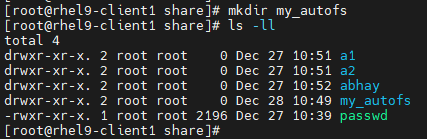 [root@rhel9-client1 share]# mkdir my_autofs
[root@rhel9-client1 share]# ls -ll
total 4
drwxr-xr-x. 2 root root    0 Dec 27 10:51 a1
drwxr-xr-x. 2 root root    0 Dec 27 10:51 a2
drwxr-xr-x. 2 root root    0 Dec 27 10:52 abhay
drwxr-xr-x. 2 root root    0 Dec 28 10:49 my_autofs
-rwxr-xr-x. 1 root root 2196 Dec 27 10:39 passwd
[root@rhel9-client1 share]#